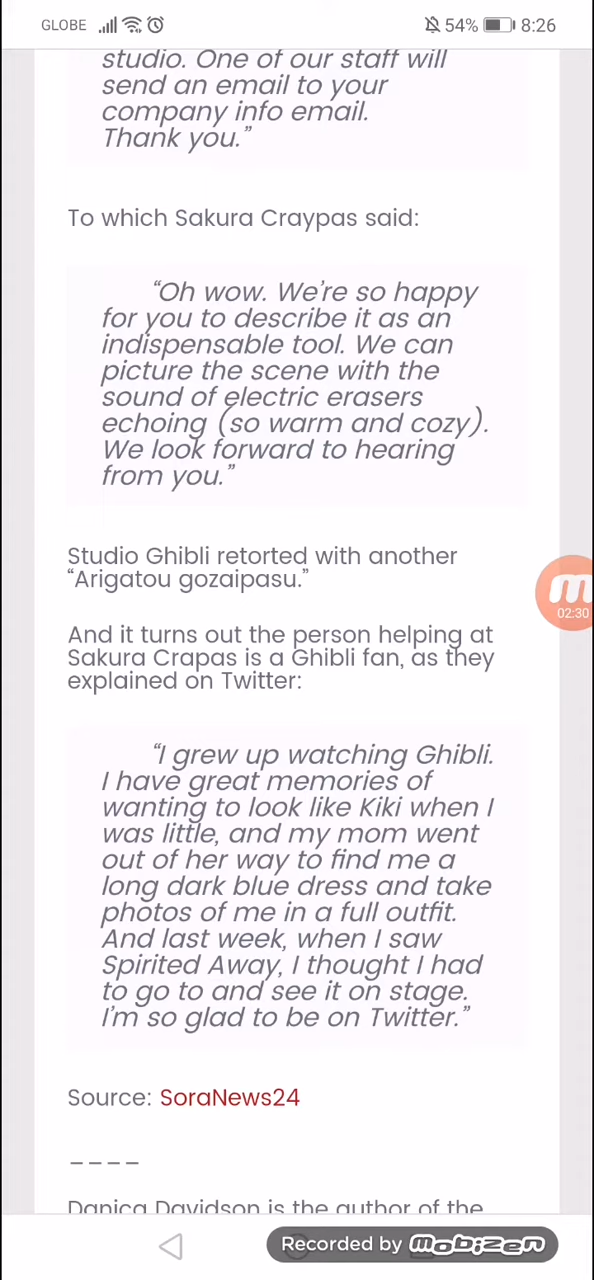 GLOBE 54% 8:26
studio. One of our staff will
send an email to your
company info email.
Thank you.”
To which Sakura Craypas said:
“Oh wow. We’re so happy
for you to describe it as an
indispensable tool. We can
picture the scene with the
sound of electric erasers
echoing (so warm and cozy).
We look forward to hearing
from you.”
Studio Ghibli retorted with another
“Arigatou gozaipasu.”
And it turns out the person helping at
Sakura Crapas is a Ghibli fan, as they
explained on Twitter:
“I grew up watching Ghibli.
I have great memories of
wanting to look like Kiki when I
was little, and my mom went
out of her way to find me a
long dark blue dress and take
photos of me in a full outfit.
And last week, when I saw
Spirited Away, I thought I had
to go to and see it on stage.
I’m so glad to be on Twitter.”
Source: SoraNews24
----
Danica Davidson is the author of the
02:30
Recorded by mobizen